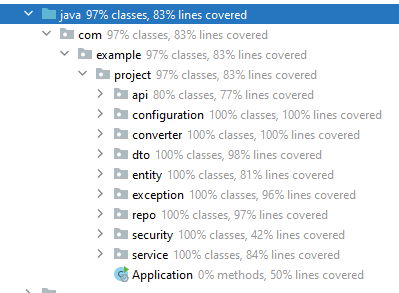 java 97% classes, 83% lines covered
com 97% classes, 83% lines covered
example 97% classes, 83% lines covered
project 97% classes, 83% lines covered
api 80% classes, 77% lines covered
configuration 100% classes, 100% lines covered
converter 100% classes, 100% lines covered
dto 100% classes, 98% lines covered
entity 100% classes, 81% lines covered
exception 100% classes, 96% lines covered
repo 100% classes, 97% lines covered
security 100% classes, 42% lines covered
service 100% classes, 84% lines covered
Application 0% methods, 50% lines covered